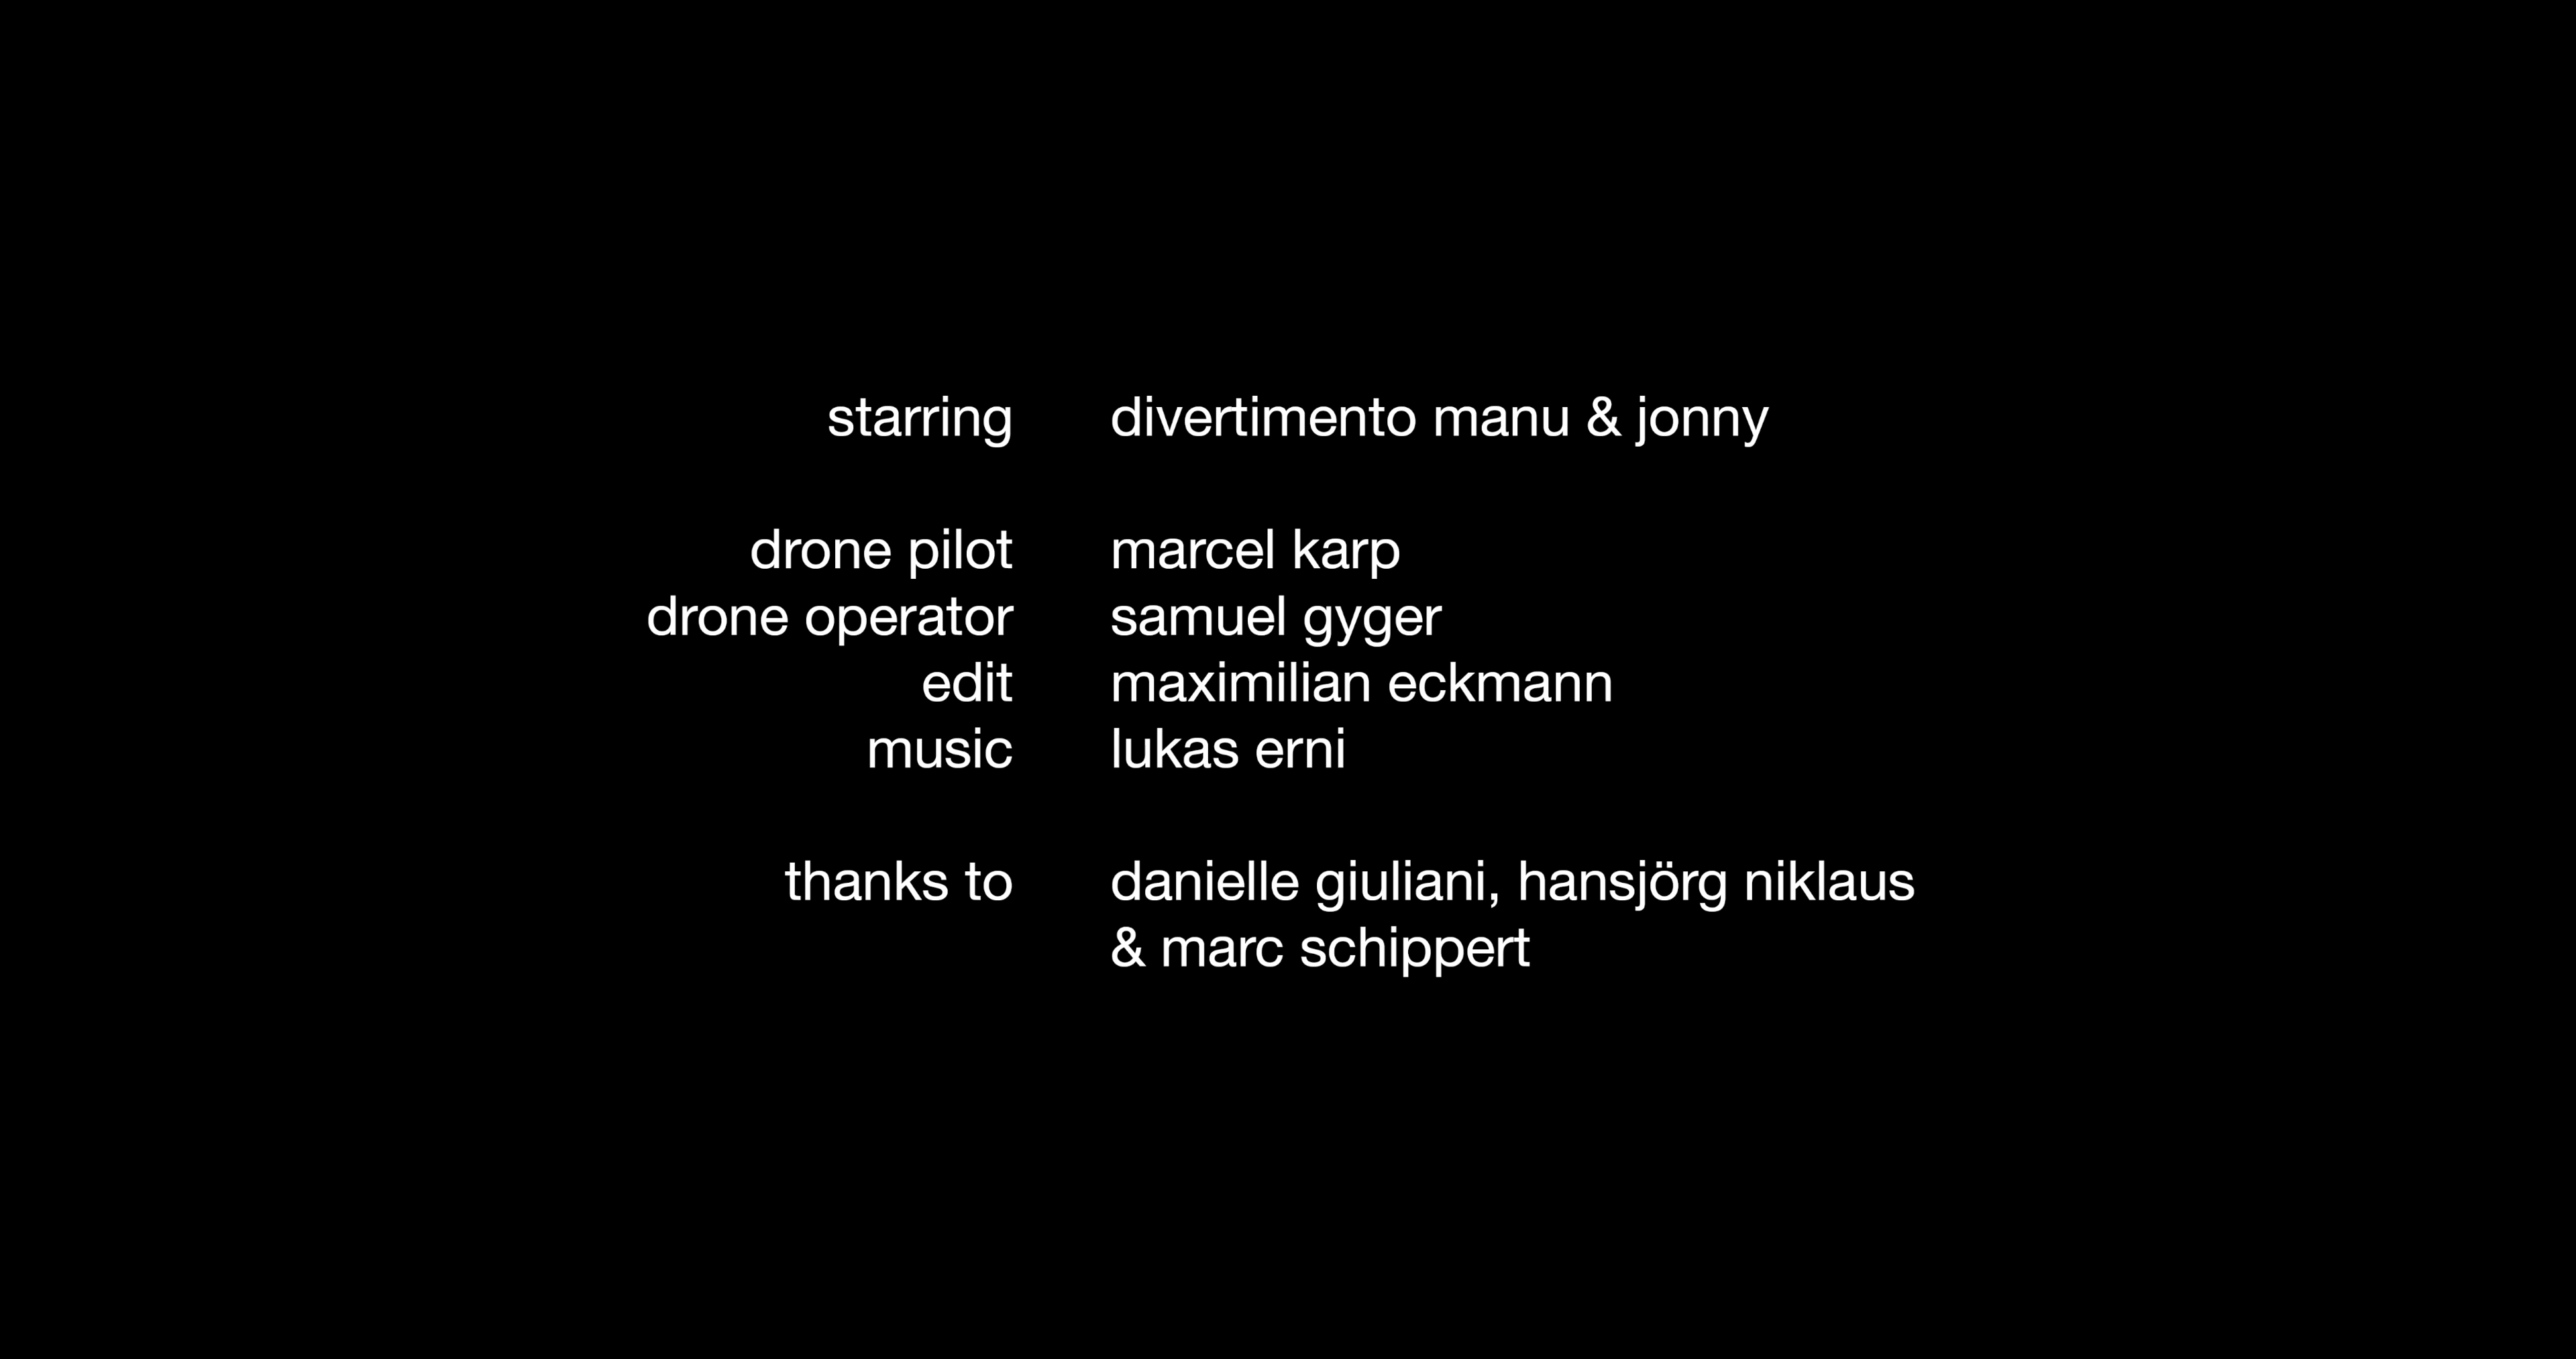 starring divertimento manu & jonny
drone pilot marcel karp
drone operator samuel gyger
edit maximilian eckmann
music lukas erni
thanks to danielle giuliani, hansjörg niklaus
& marc schippert